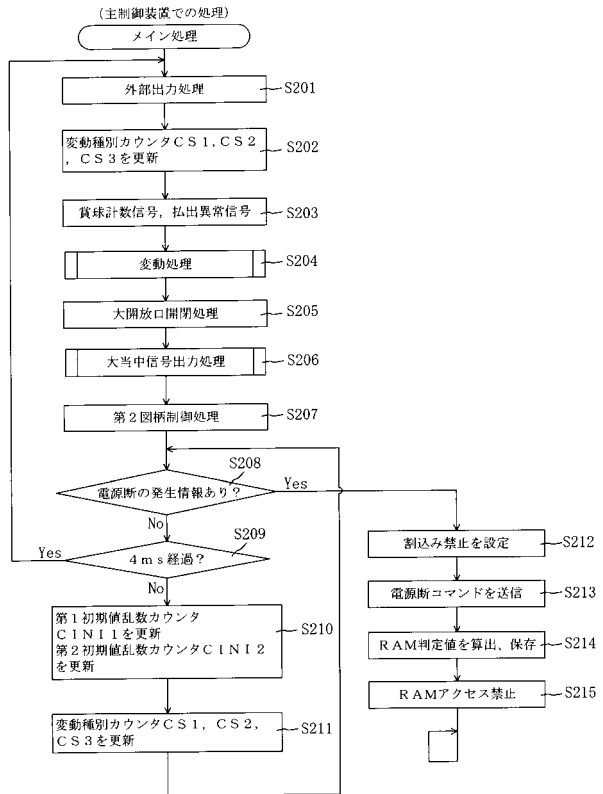 (主制御装置での処理)
メイン処理
外部出力処理
S201
変動種別カウンタCS1,CS2
,CS3を更新
S202
賞球計数信号,払出異常信号
S203
変動処理
S204
大開放口開閉処理
S205
大当中信号出力処理
S206
第2図柄制御処理
S207
S208
電源断の発生情報あり?
Yes
No
S209
4ms経過?
Yes
No
第1初期値乱数カウンタ
CINI1を更新
第2初期値乱数カウンタCINI2
を更新
S210
変動種別カウンタCS1,CS2,
CS3を更新
S211
割込み禁止を設定
S212
電源断コマンドを送信
S213
RAM判定値を算出、保存
S214
RAMアクセス禁止
S215